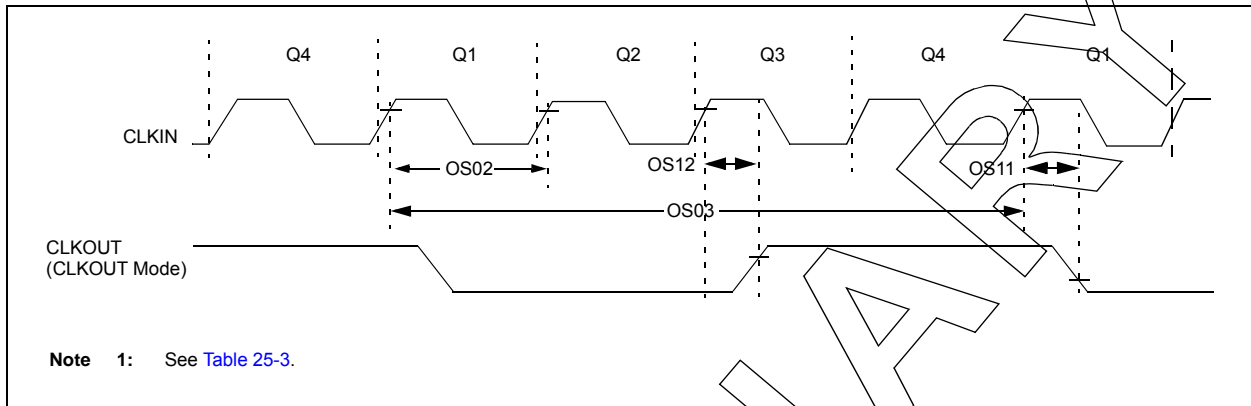 Q4 Q1 Q2 Q3 Q4 Q1
CLKIN
OS02 OS12 OS11
OS03
CLKOUT
(CLKOUT Mode)
Note 1: See Table 25-3.
ARY